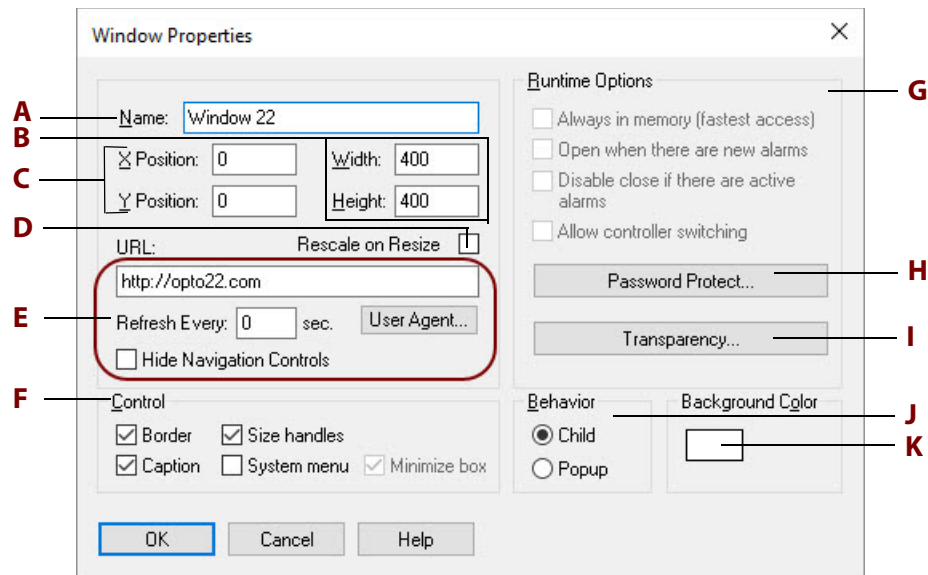 Window Properties
A
Name: Window 22
B
C
X Position: 0
Width: 400
Y Position: 0
Height: 400
D
URL:
Rescale on Resize
http://opto22.com
E
Refresh Every: 0 sec.
User Agent...
Hide Navigation Controls
F
Control
Border
Size handles
Caption
System menu
Minimize box
Runtime Options
G
Always in memory (fastest access)
Open when there are new alarms
Disable close if there are active
alarms
Allow controller switching
Password Protect...
H
Transparency...
I
Behavior
J
Child
Popup
Background Color
K
OK
Cancel
Help